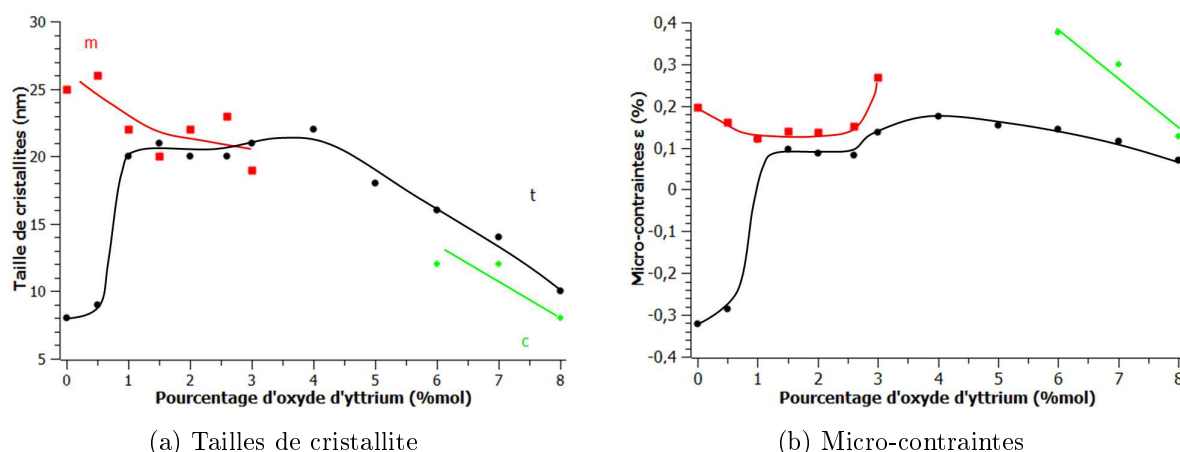 30
25
20
15
10
5
Taille de cristallites (nm)
m
t
c
0 1 2 3 4 5 6 7 8
Pourcentage d'oxyde d'yttrium (%mol)
(a) Tailles de cristallite
0,4
0,3
0,2
0,1
0
-0,1
-0,2
-0,3
-0,4
Micro-contraintes ε (%)
0 1 2 3 4 5 6 7 8
Pourcentage d'oxyde d'yttrium (%mol)
(b) Micro-contraintes